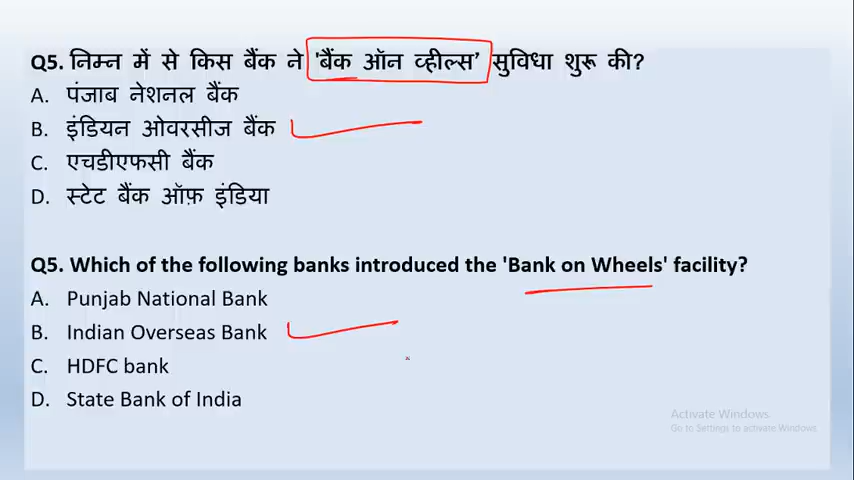 Q5. निम्न में से किस बैंक ने 'बैंक ऑन व्हील्स' सुविधा शुरू की?
A. पंजाब नेशनल बैंक
B. इंडियन ओवरसीज बैंक
C. एचडीएफसी बैंक
D. स्टेट बैंक ऑफ़ इंडिया
Q5. Which of the following banks introduced the 'Bank on Wheels' facility?
A. Punjab National Bank
B. Indian Overseas Bank
C. HDFC bank
D. State Bank of India
Activate Windows
Go to Settings to activate Windows.